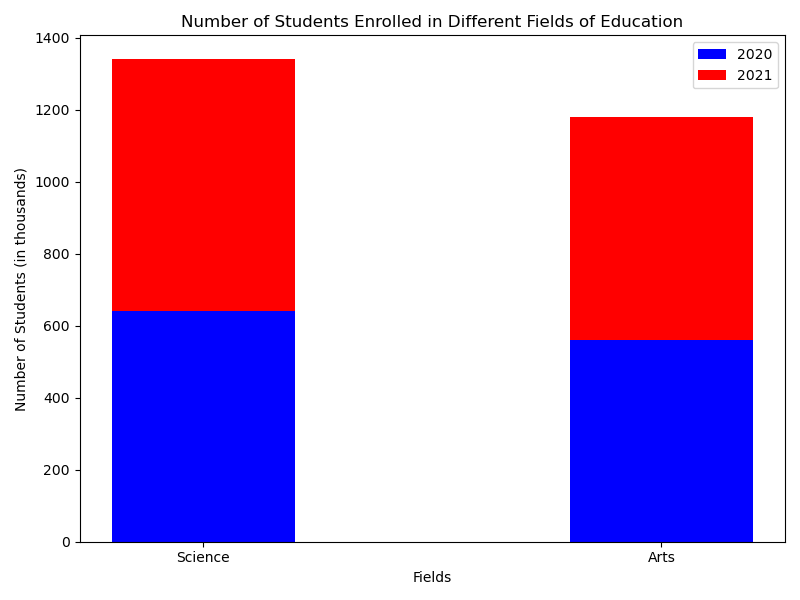 Number of Students Enrolled in Different Fields of Education
1400
1200
1000
800
600
400
200
0
Number of Students (in thousands)
2020
2021
Science
Arts
Fields